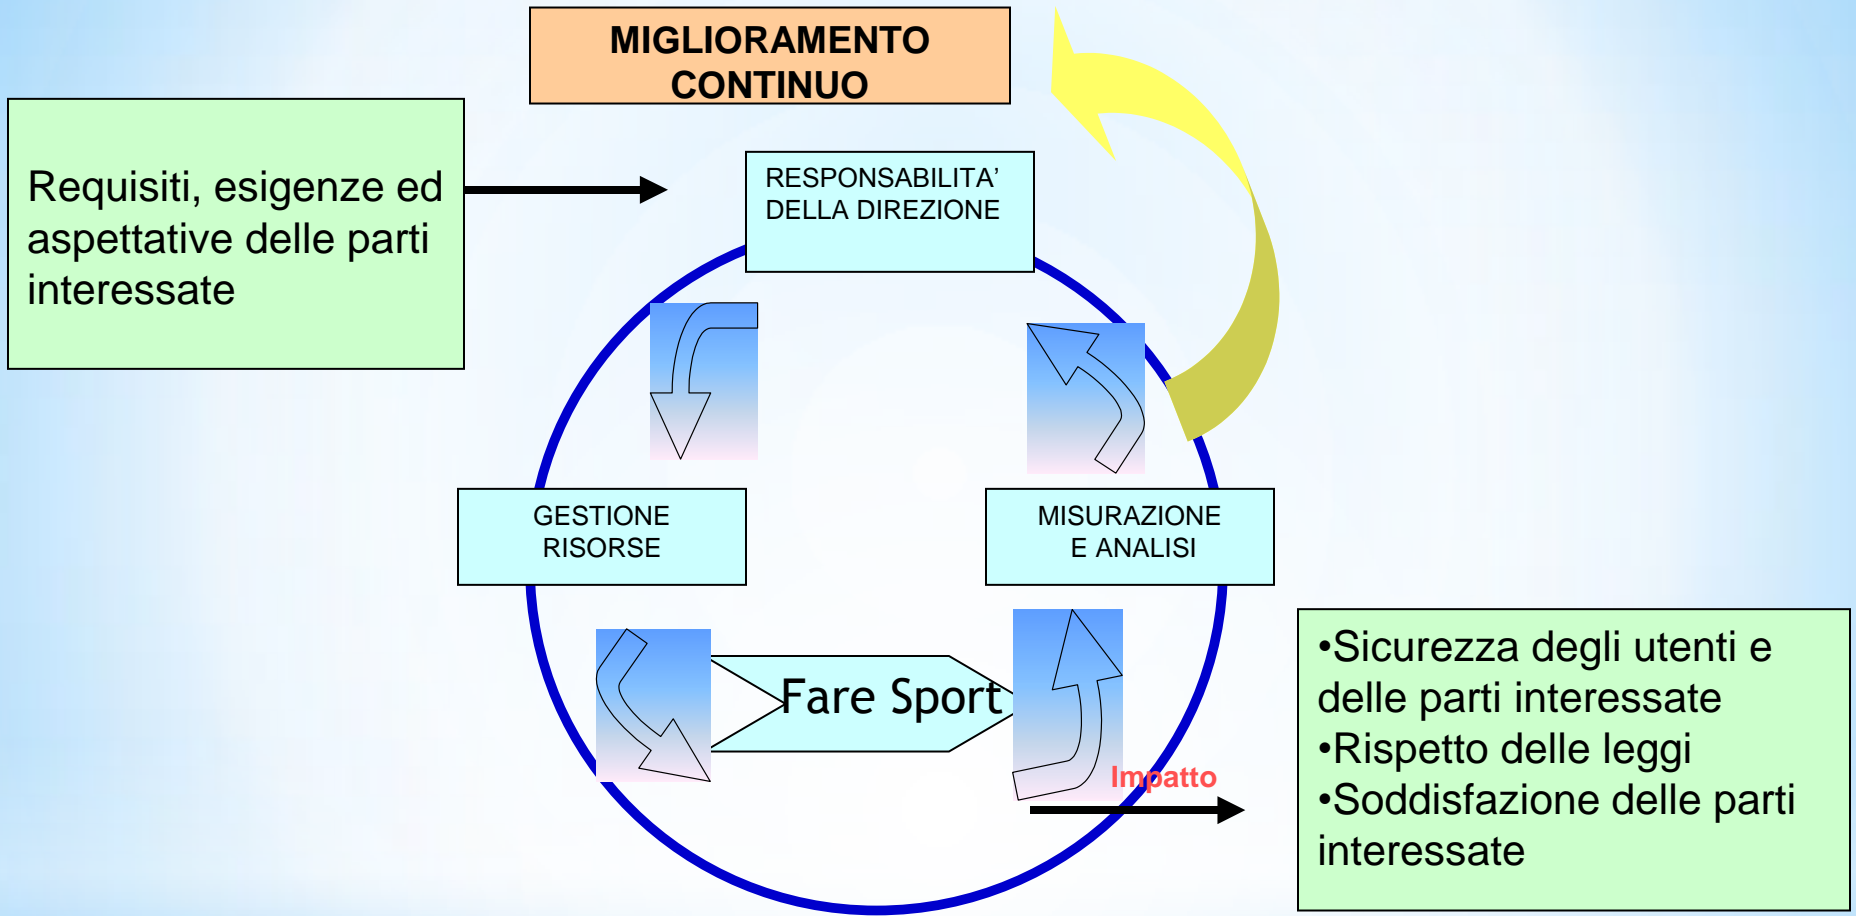 MIGLIORAMENTO
CONTINUO
Requisiti, esigenze ed
aspettative delle parti
interessate
RESPONSABILITA’
DELLA DIREZIONE
GESTIONE
RISORSE
MISURAZIONE
E ANALISI
Fare Sport
Impatto
•Sicurezza degli utenti e
delle parti interessate
•Rispetto delle leggi
•Soddisfazione delle parti
interessate